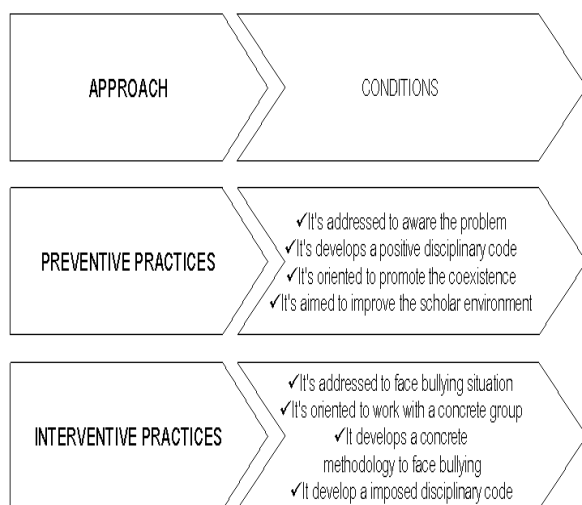 APPROACH
CONDITIONS
PREVENTIVE PRACTICES
✓It's addressed to aware the problem
✓It's develops a positive disciplinary code
✓It's oriented to promote the coexistence
✓It's aimed to improve the scholar environment
INTERVENTIVE PRACTICES
✓It's addressed to face bullying situation
✓It's oriented to work with a concrete group
✓It develops a concrete
methodology to face bullying
✓It develop a imposed disciplinary code